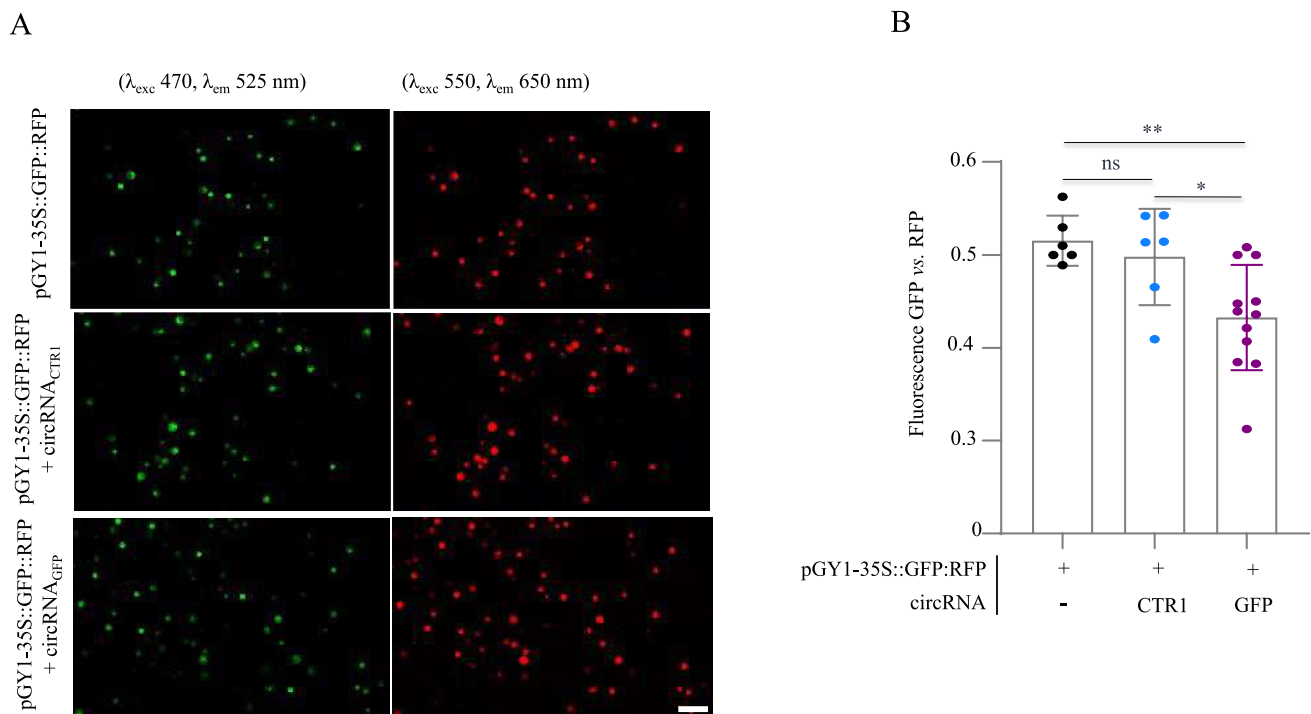 A
(λexc 470, λem 525 nm)
(λexc 550, λem 650 nm)
pGY1-35S::GFP::RFP
pGY1-35S::GFP::RFP
+ circRNACTR1
pGY1-35S::GFP::RFP
+ circRNAGFP
B
Fluorescence GFP vs. RFP
**
ns
*
0.6
0.5
0.4
0.3
0
pGY1-35S::GFP:RFP + + +
circRNA - CTR1 GFP